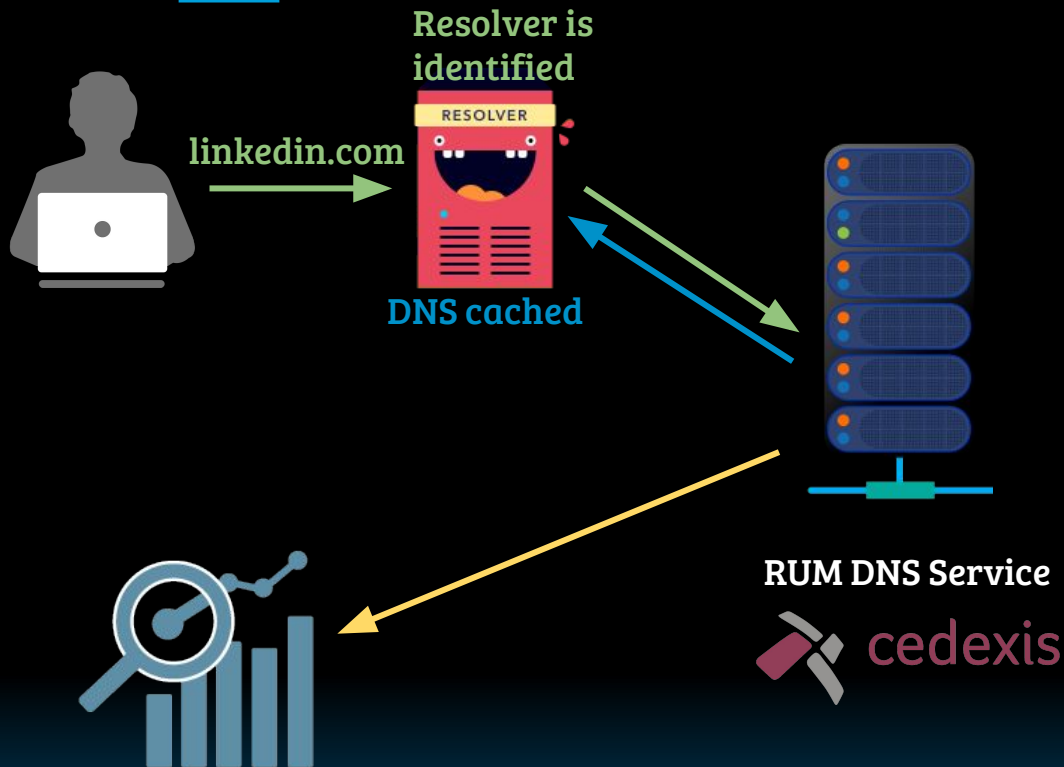 Resolver is
identified
RESOLVER
linkedin.com
DNS cached
RUM DNS Service
cedexis